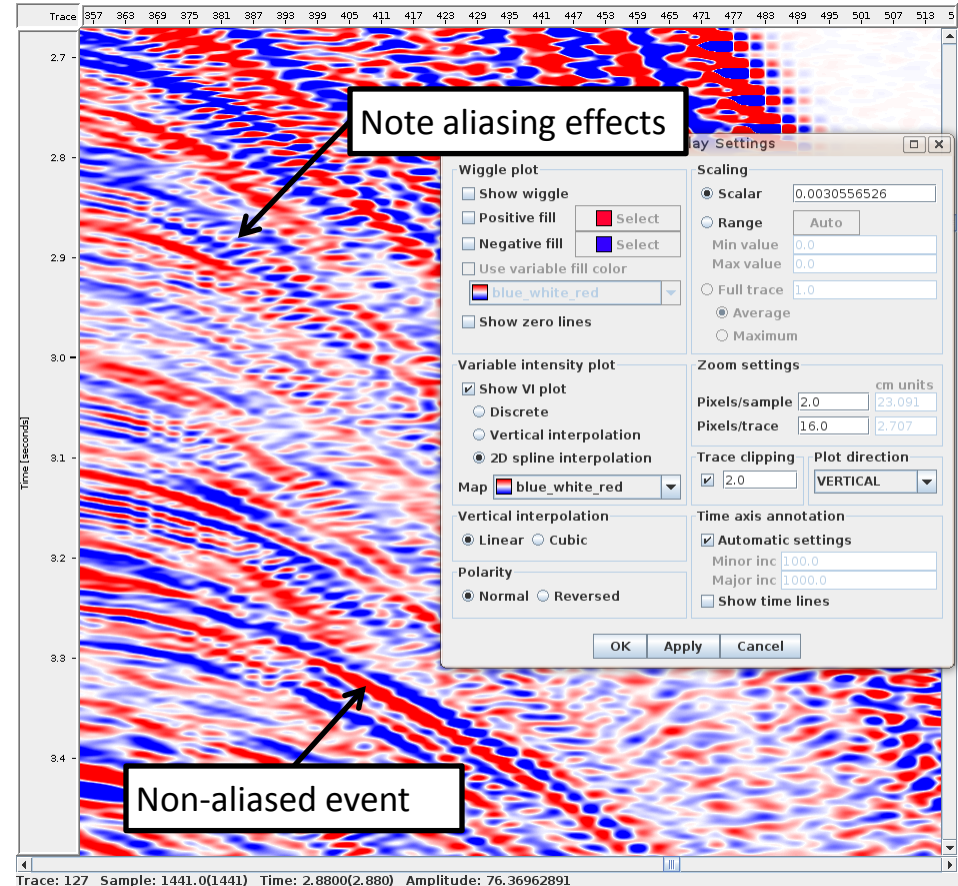 Trace 357 363 369 375 381 387 393 399 405 411 417 423 429 435 441 447 453 459 465 471 477 483 489 495 501 507 513 5
2.7
2.8
2.9
3.0
3.1
3.2
3.3
3.4
Time [seconds]
Note aliasing effects
lay Settings
Wiggle plot
Show wiggle
Positive fill Select
Negative fill Select
Use variable fill color
blue_white_red
Show zero lines
Scaling
Scalar 0.0030556526
Range Auto
Min value 0.0
Max value 0.0
Full trace 1.0
Average
Maximum
Variable intensity plot
Show VI plot
Discrete
Vertical interpolation
2D spline interpolation
Map blue_white_red
Zoom settings
cm units
Pixels/sample 2.0 23.091
Pixels/trace 16.0 2.707
Trace clipping
2.0
Plot direction
VERTICAL
Vertical interpolation
Linear Cubic
Polarity
Normal Reversed
Time axis annotation
Automatic settings
Minor inc 100.0
Major inc 1000.0
Show time lines
OK Apply Cancel
Non-aliased event
Trace: 127 Sample: 1441.0(1441) Time: 2.8800(2.880) Amplitude: 76.36962891